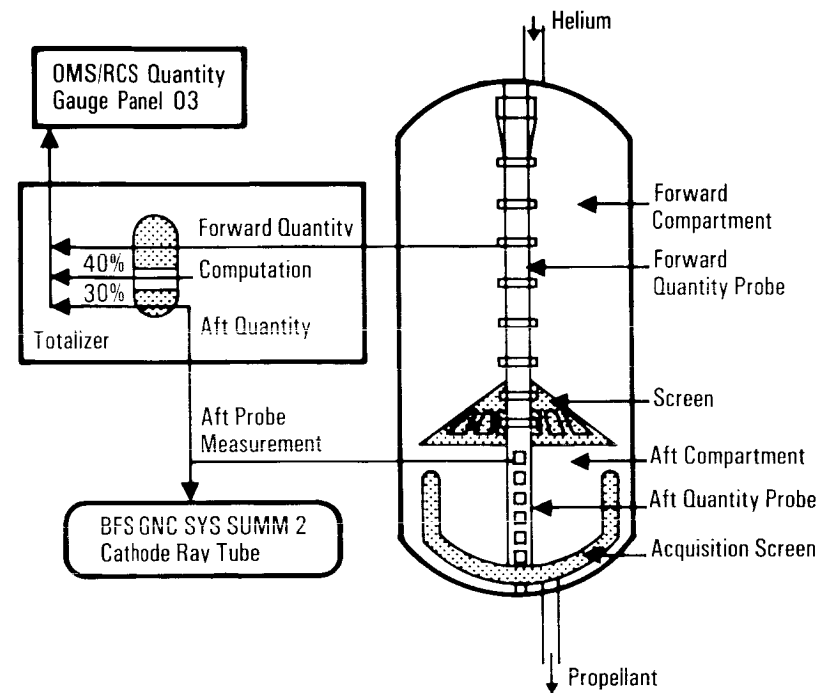 Helium
OMS/RCS Quantity
Gauge Panel O3
Forward
Compartment
Forward Quantity
40%
Computation
Forward
Quantity Probe
30%
Aft Quantity
Totalizer
Screen
Aft Probe
Measurement
Aft Compartment
Aft Quantity Probe
BFS GNC SYS SUMM 2
Cathode Ray Tube
Acquisition Screen
Propellant